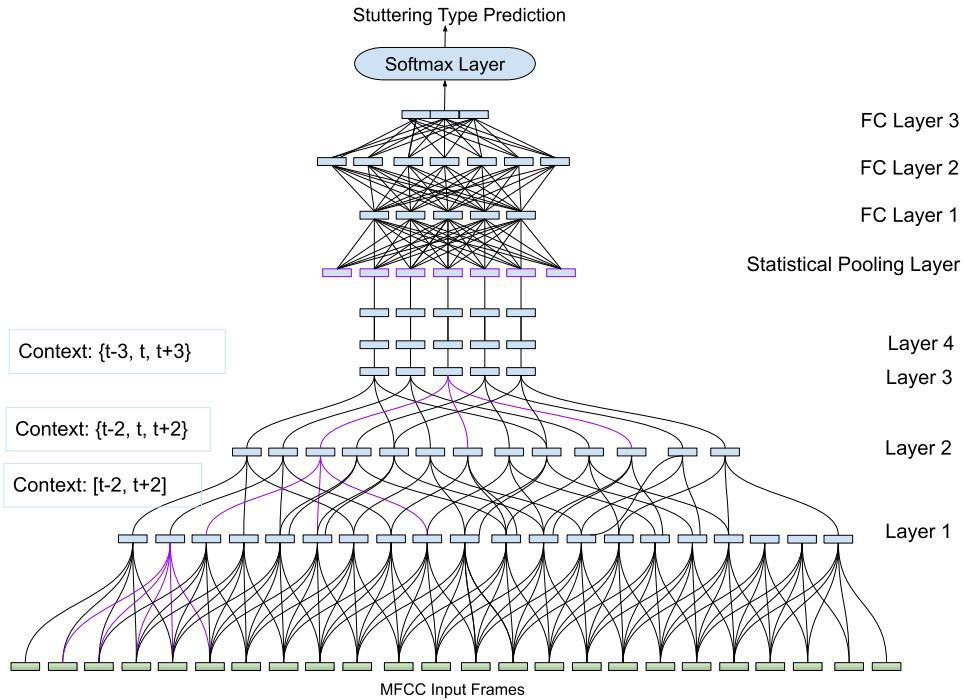 Stuttering Type Prediction
Softmax Layer
FC Layer 3
FC Layer 2
FC Layer 1
Statistical Pooling Layer
Layer 4
Context: {t-3, t, t+3}
Layer 3
Context: {t-2, t, t+2}
Layer 2
Context: [t-2, t+2]
Layer 1
MFCC Input Frames